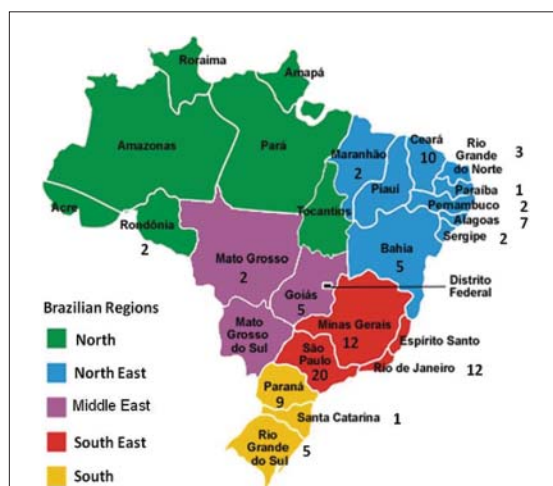 Roraima
Amapá
Amazonas
Pará
Maranhão
2
Ceará
10
Rio
Grande
do Norte
3
Piauí
Paraíba 1
Pernambuco 2
Alagoas 7
Sergipe 2
Acre
Rondônia
2
Tocantins
Bahia
5
Mato Grosso
2
Distrito
Federal
Goiás
5
Brazilian Regions
North
North East
Middle East
South East
South
Mato
Grosso
do Sul
Minas Gerais
12
Espírito Santo
São
Paulo
20
Rio de Janeiro 12
Paraná
9
Santa Catarina 1
Rio
Grande
do Sul
5